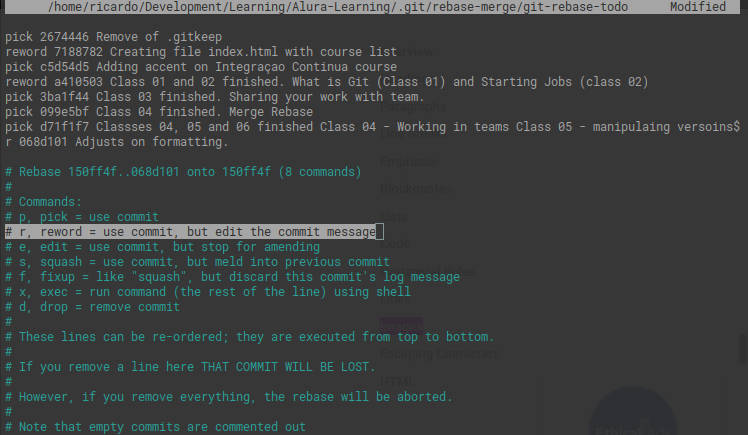 /home/ricardo/Development/Learning/Alura-Learning/.git/rebase-merge/git-rebase-todo Modified
pick 2674446 Remove of .gitkeep
reword 7188782 Creating file index.html with course list
pick c5d54d5 Adding accent on Integraçao Continua course
reword a410503 Class 01 and 02 finished. What is Git (Class 01) and Starting Jobs (class 02)
pick 3ba1f44 Class 03 finished. Sharing your work with team.
pick 099e5bf Class 04 finished. Merge Rebase
pick d71f1f7 Classses 04, 05 and 06 finished Class 04 - Working in teams Class 05 - manipulaing versoins$
r 068d101 Adjusts on formatting.
# Rebase 150ff4f..068d101 onto 150ff4f (8 commands)
#
# Commands:
# p, pick = use commit
# r, reword = use commit, but edit the commit message
# e, edit = use commit, but stop for amending
# s, squash = use commit, but meld into previous commit
# f, fixup = like "squash", but discard this commit's log message
# x, exec = run command (the rest of the line) using shell
# d, drop = remove commit
#
# These lines can be re-ordered; they are executed from top to bottom.
#
# If you remove a line here THAT COMMIT WILL BE LOST.
#
# However, if you remove everything, the rebase will be aborted.
#
# Note that empty commits are commented out
Emphasis
Blockquotes
Lists
Code
Escaping Characters
HTML